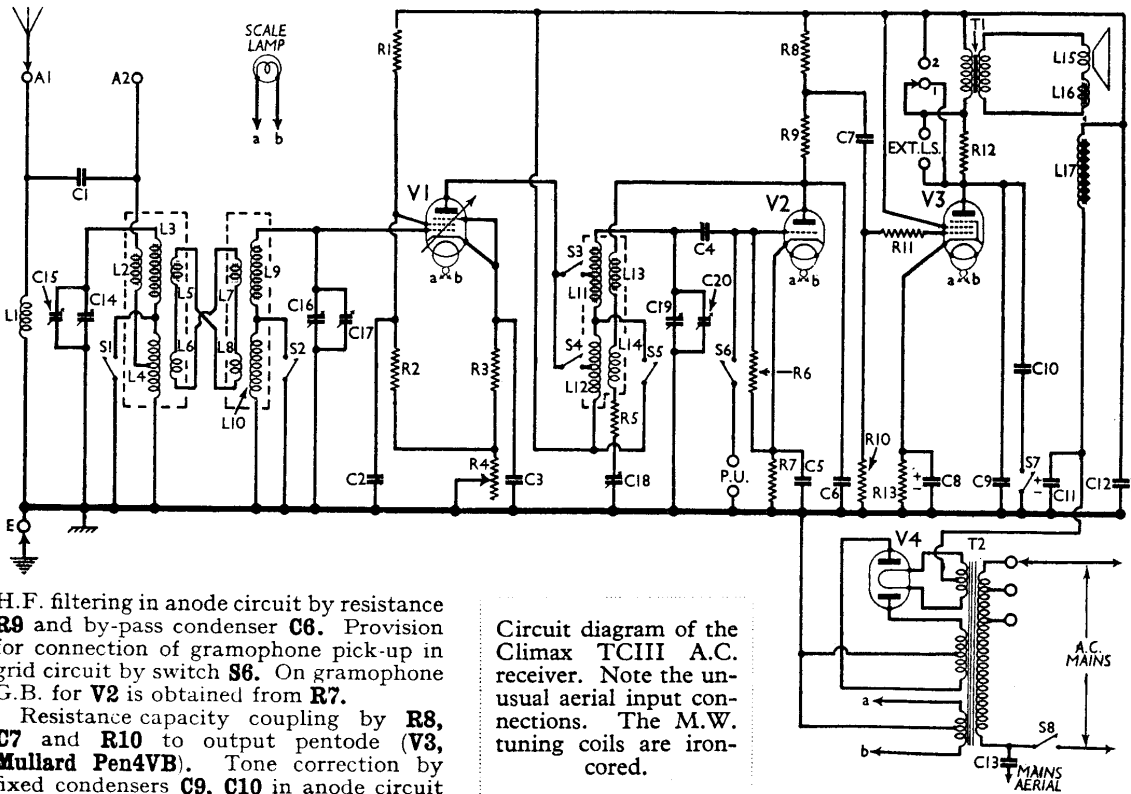 SCALE
LAMP
a b
A1
A2
C1
L1
C15
C14
L2
L3
L4
L5
L6
L7
L8
L9
L10
S1
S2
C16
C17
R1
V1
a b
R2
R3
R4
C2
C3
S3
S4
L11
L12
L13
L14
R5
C18
S5
C19
C4
C20
S6
P.U.
R6
R7
C5
C6
R8
R9
V2
a b
C7
R10
R11
R13
C8
C9
2
1
EXT.L.S.
R12
V3
a b
T1
L15
L16
L17
C10
S7
C11
C12
E
V4
T2
a
b
A.C.
MAINS
S8
C13
MAINS
AERIAL
H.F. filtering in anode circuit by resistance
R9 and by-pass condenser C6. Provision
for connection of gramophone pick-up in
grid circuit by switch S6. On gramophone
G.B. for V2 is obtained from R7.
Resistance capacity coupling by R8,
C7 and R10 to output pentode (V3,
Mullard Pen4VB). Tone correction by
fixed condensers C9, C10 in anode circuit
Circuit diagram of the
Climax TCIII A.C.
receiver. Note the un-
usual aerial input con-
nections. The M.W.
tuning coils are iron-
cored.